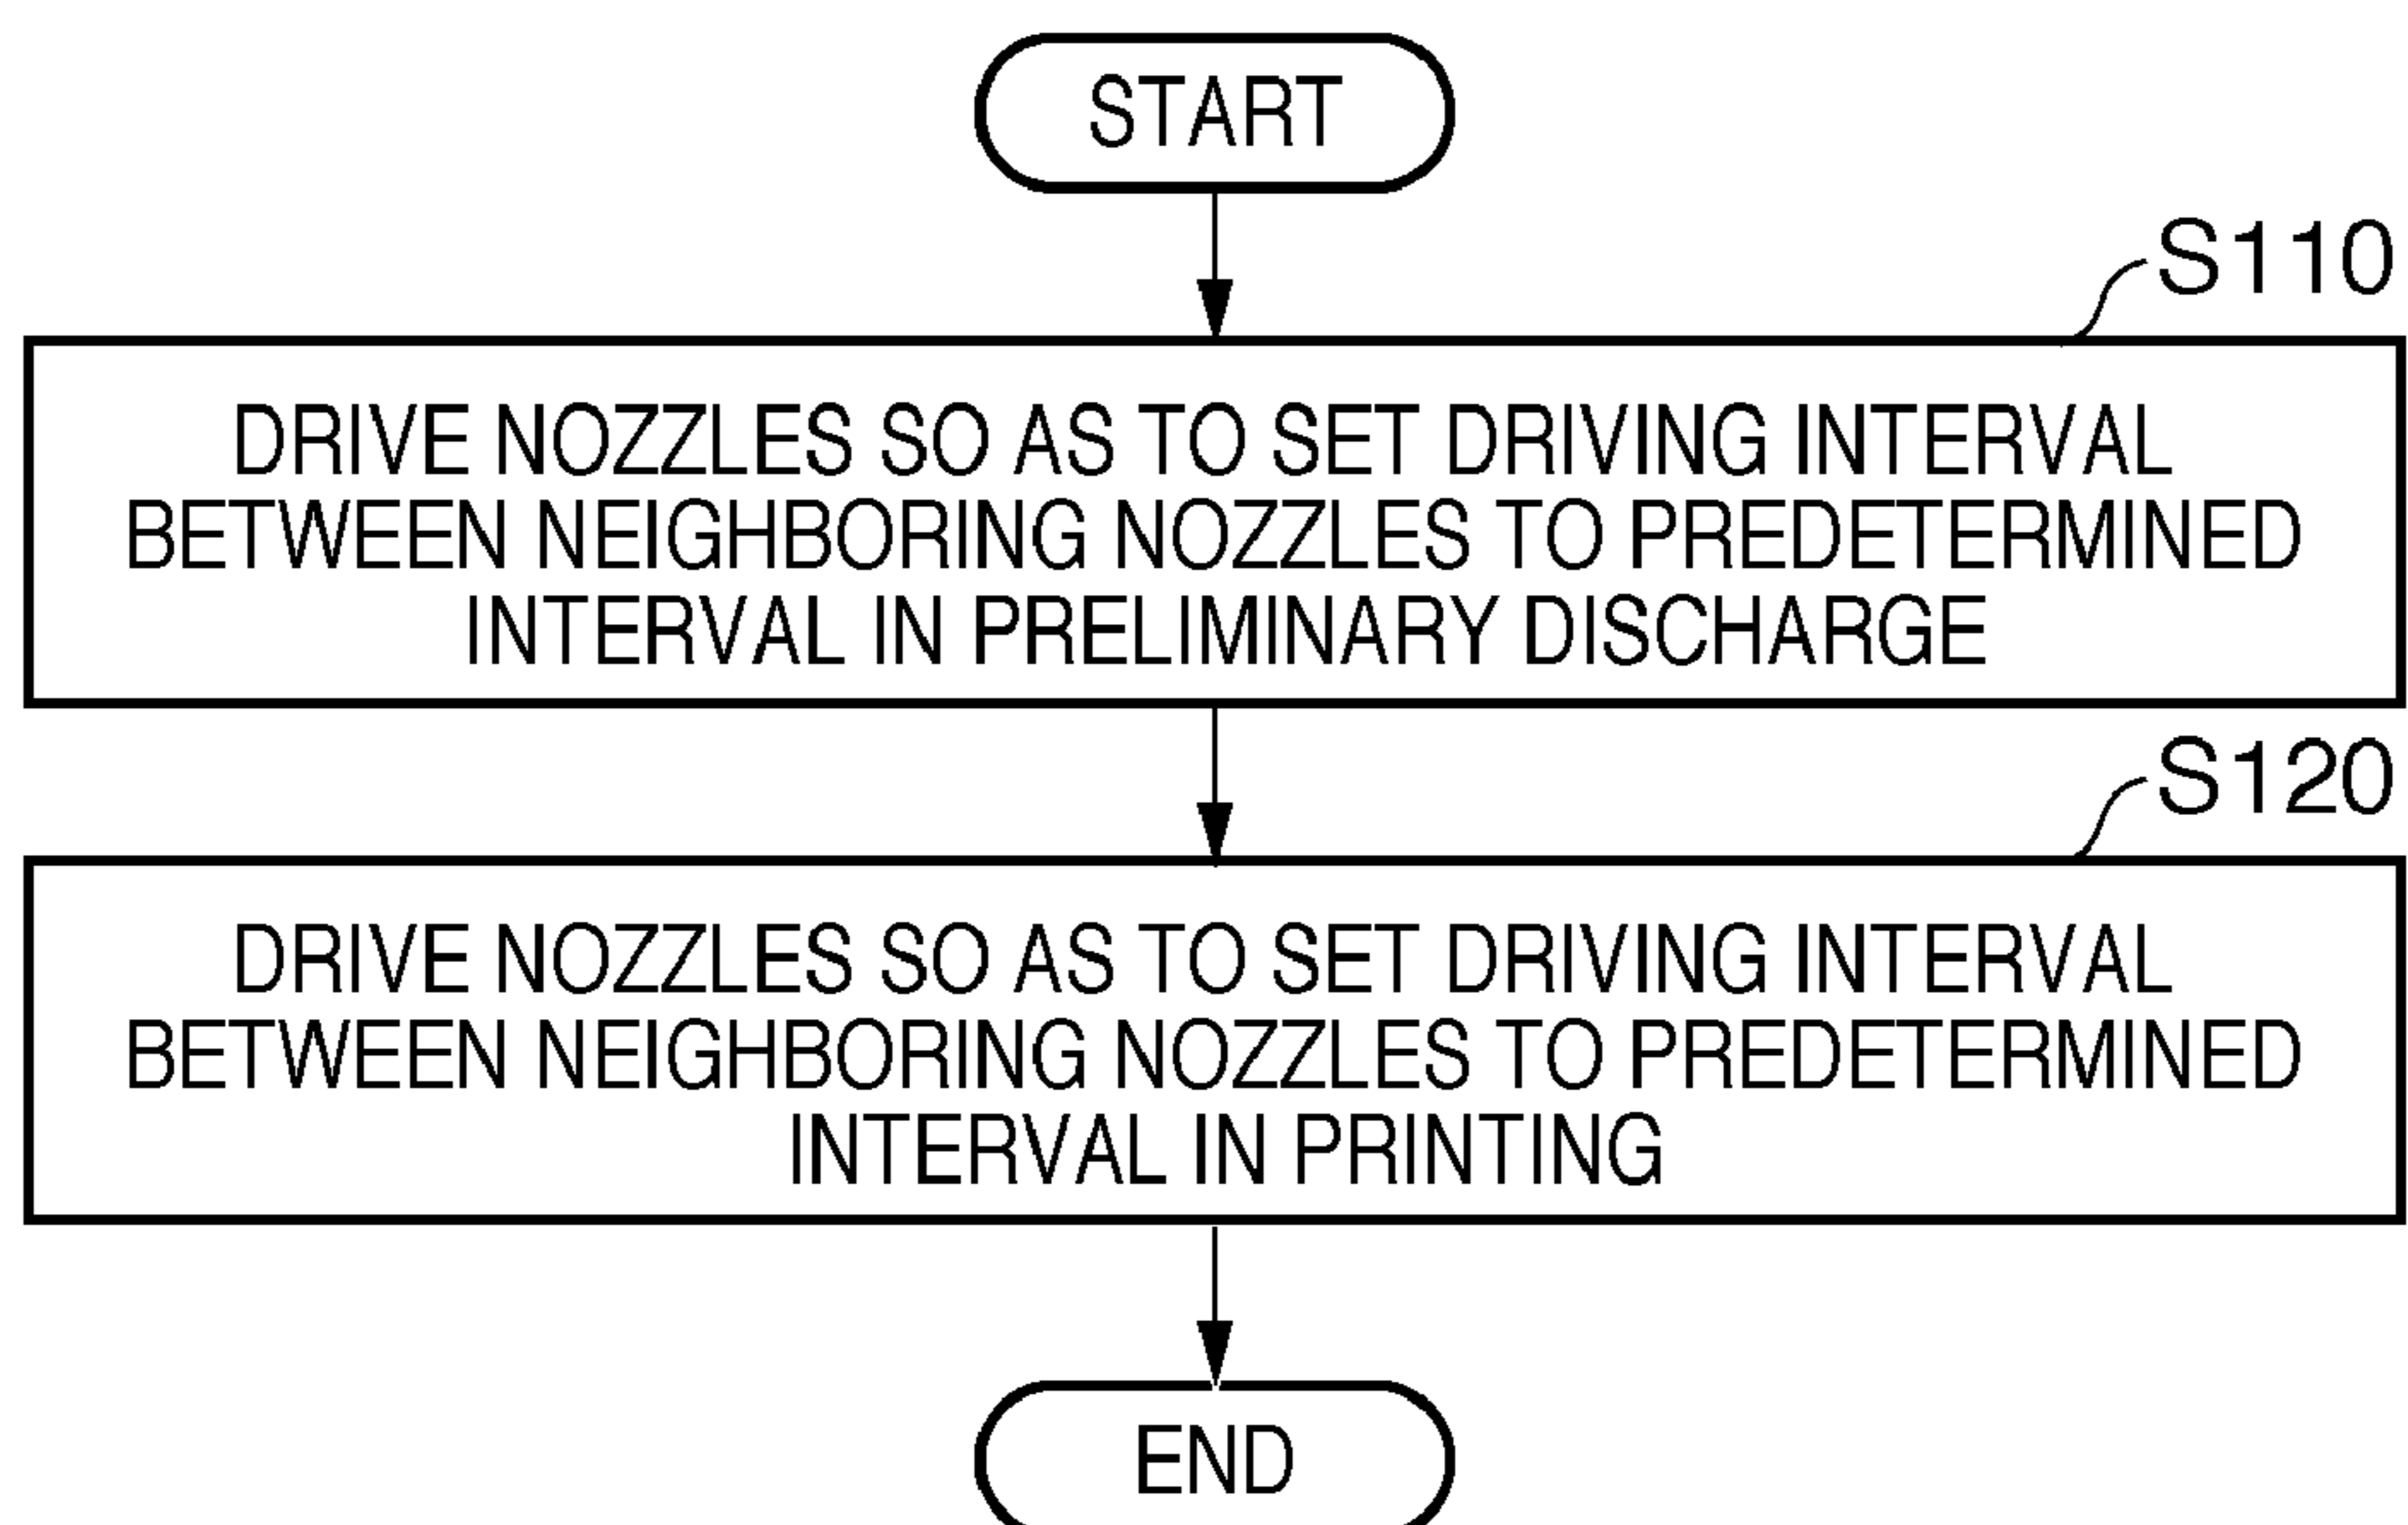 START
S110
DRIVE NOZZLES SO AS TO SET DRIVING INTERVAL
BETWEEN NEIGHBORING NOZZLES TO PREDETERMINED
INTERVAL IN PRELIMINARY DISCHARGE
S120
DRIVE NOZZLES SO AS TO SET DRIVING INTERVAL
BETWEEN NEIGHBORING NOZZLES TO PREDETERMINED
INTERVAL IN PRINTING
END